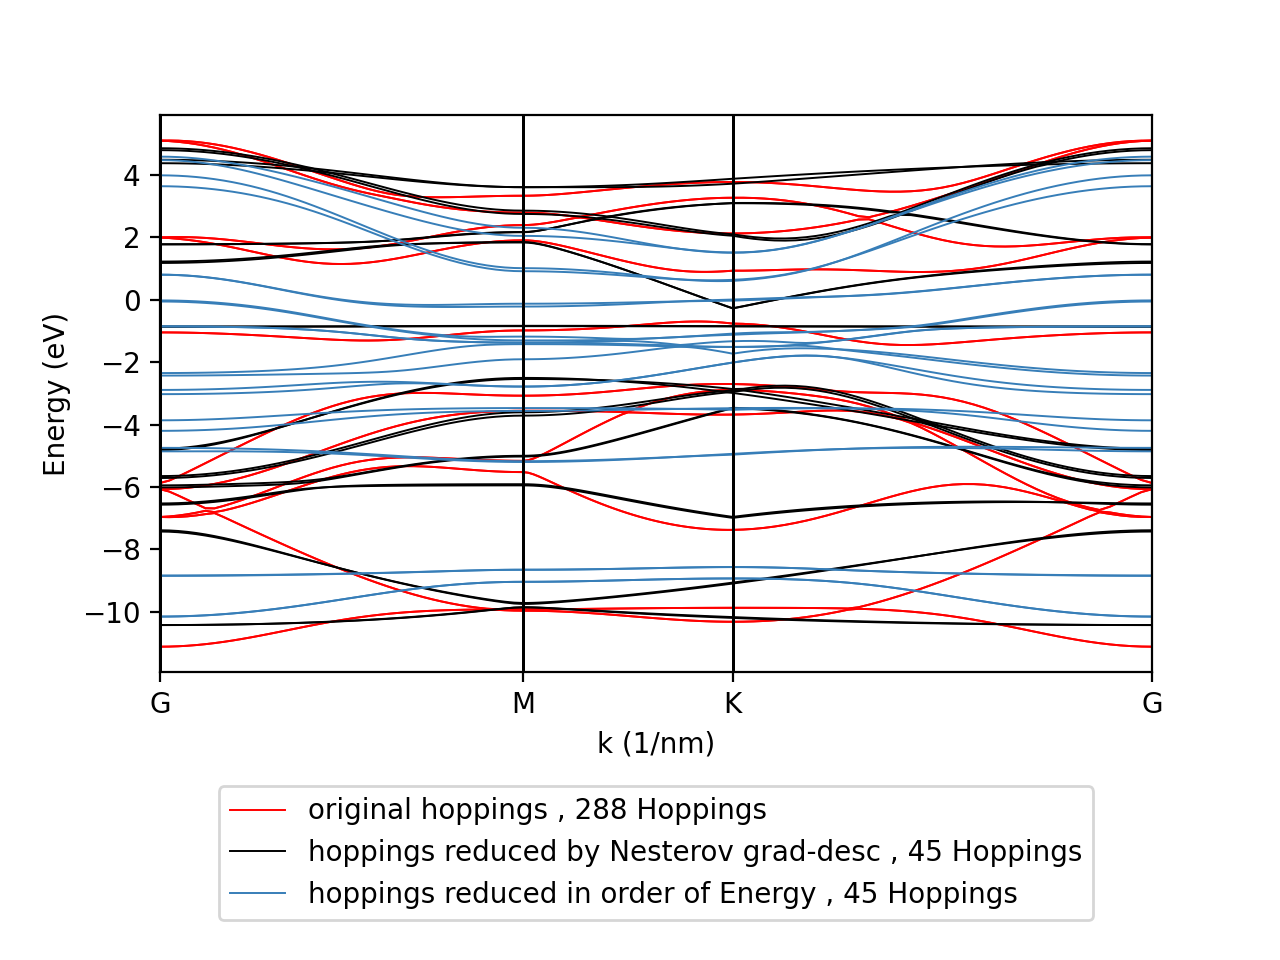 4
2
0
−2
−4
−6
−8
−10
Energy (eV)
G M K G
k (1/nm)
original hoppings , 288 Hoppings
hoppings reduced by Nesterov grad-desc , 45 Hoppings
hoppings reduced in order of Energy , 45 Hoppings